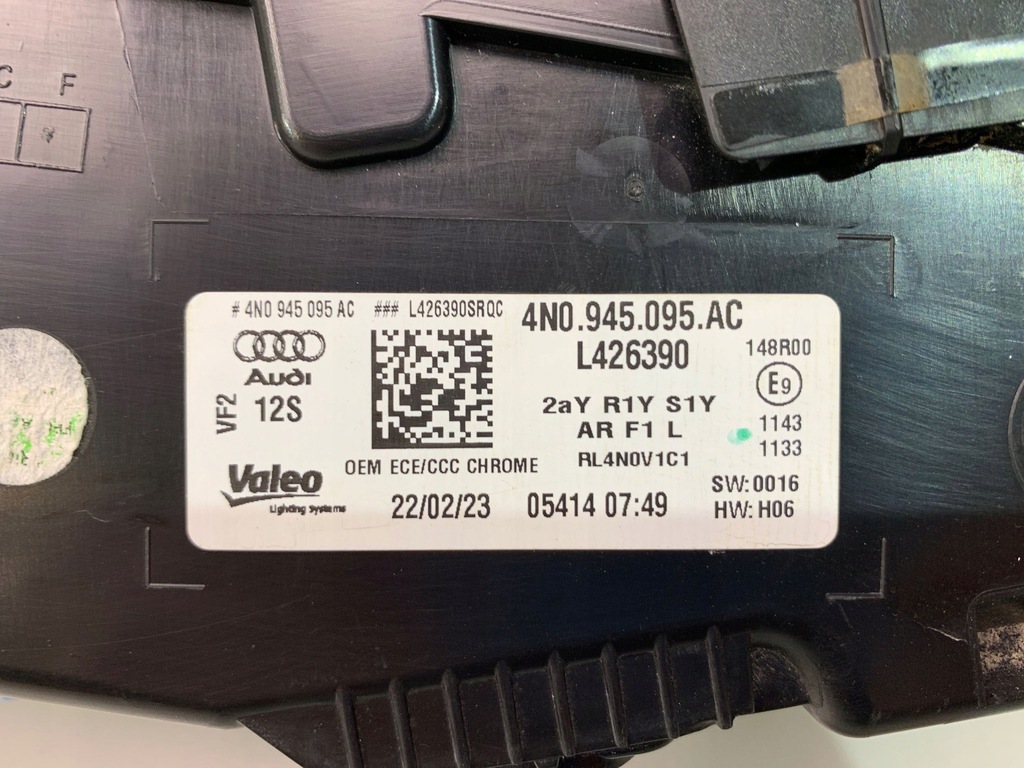 C F
# 4N0 945 095 AC ### L426390SRQC
4N0.945.095.AC
L426390
Audi
VF2
12S
148R00
E9
2aY R1Y S1Y
AR F1 L
1143
1133
OEM ECE/CCC CHROME
RL4N0V1C1
Valeo
Lighting Systems
22/02/23
05414 07:49
SW: 0016
HW: H06